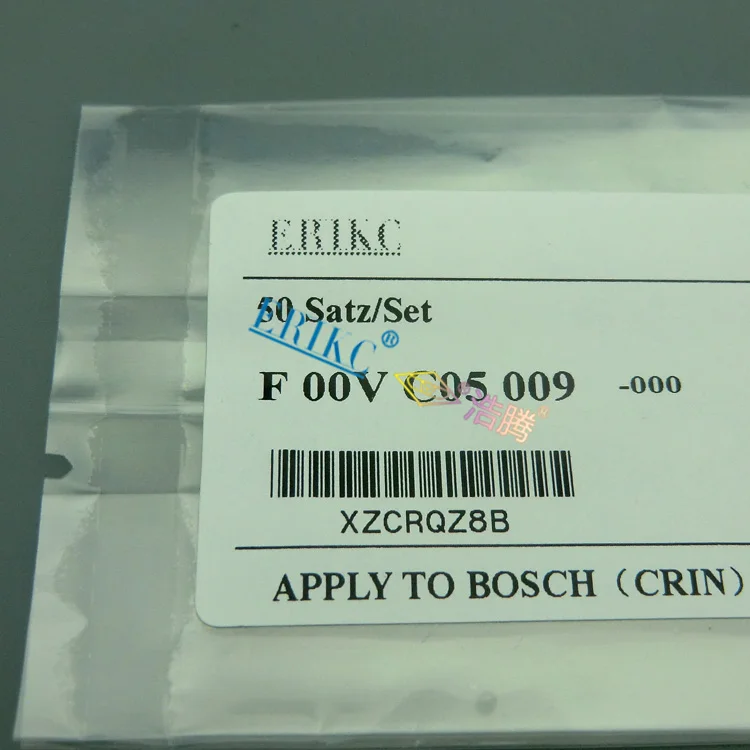 ERIKC
50 Satz/Set
ERIKC®
F 00V C05 009 -000
浩腾®
XZCRQZ8B
APPLY TO BOSCH（CRIN）